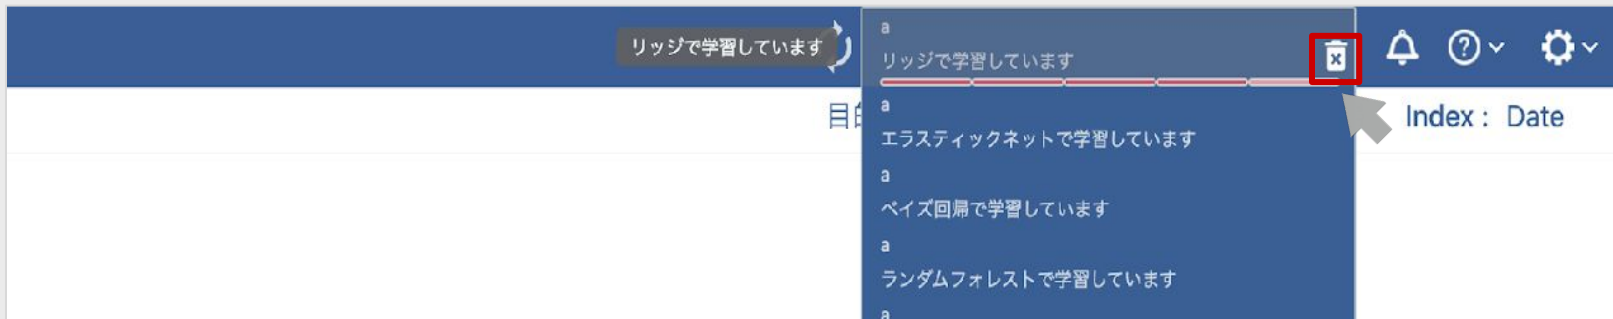 リッジで学習しています
a
リッジで学習しています
Index : Date
a
エラスティックネットで学習しています
a
ベイズ回帰で学習しています
a
ランダムフォレストで学習しています
a